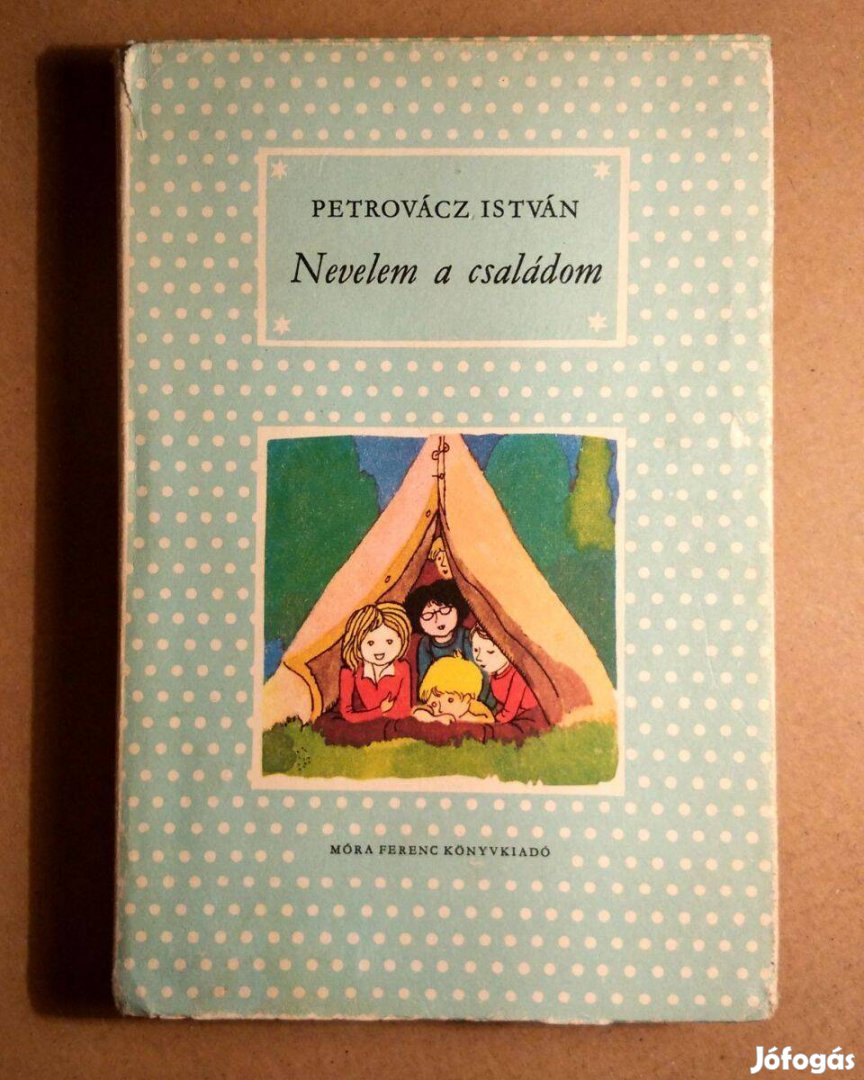 PETROVÁCZ ISTVÁN
Nevelem a családom
MÓRA FERENC KÖNYVKIADÓ
Jófogás